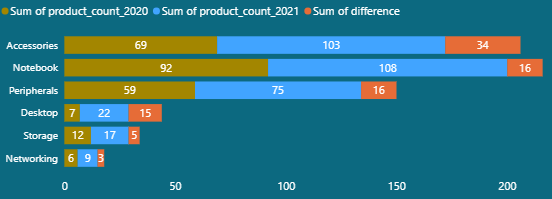 Sum of product_count_2020 Sum of product_count_2021 Sum of difference
Accessories 69 103 34
Notebook 92 108 16
Peripherals 59 75 16
Desktop 7 22 15
Storage 12 17 5
Networking 6 9 3
0 50 100 150 200